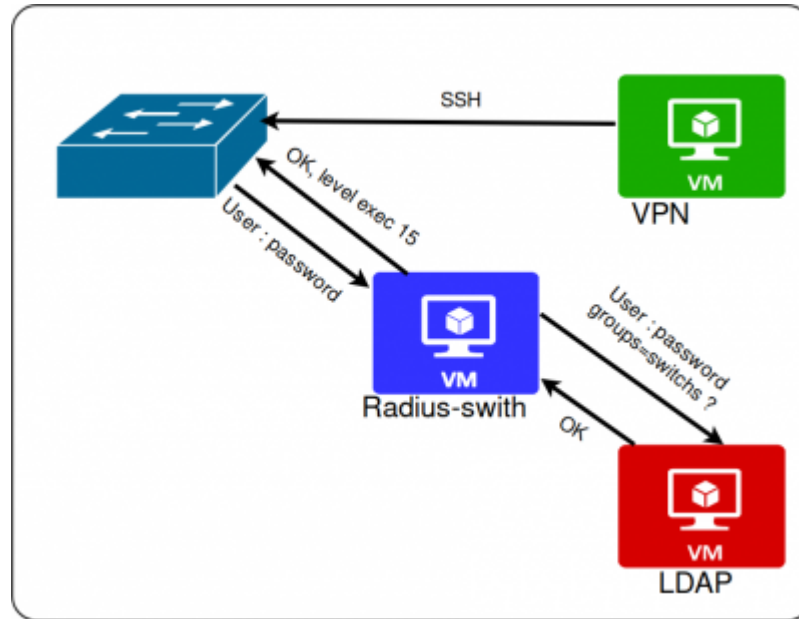 SSH
VM
VPN
OK, level exec 15
User : password
VM
Radius-swith
User : password
groups=switchs ?
OK
VM
LDAP